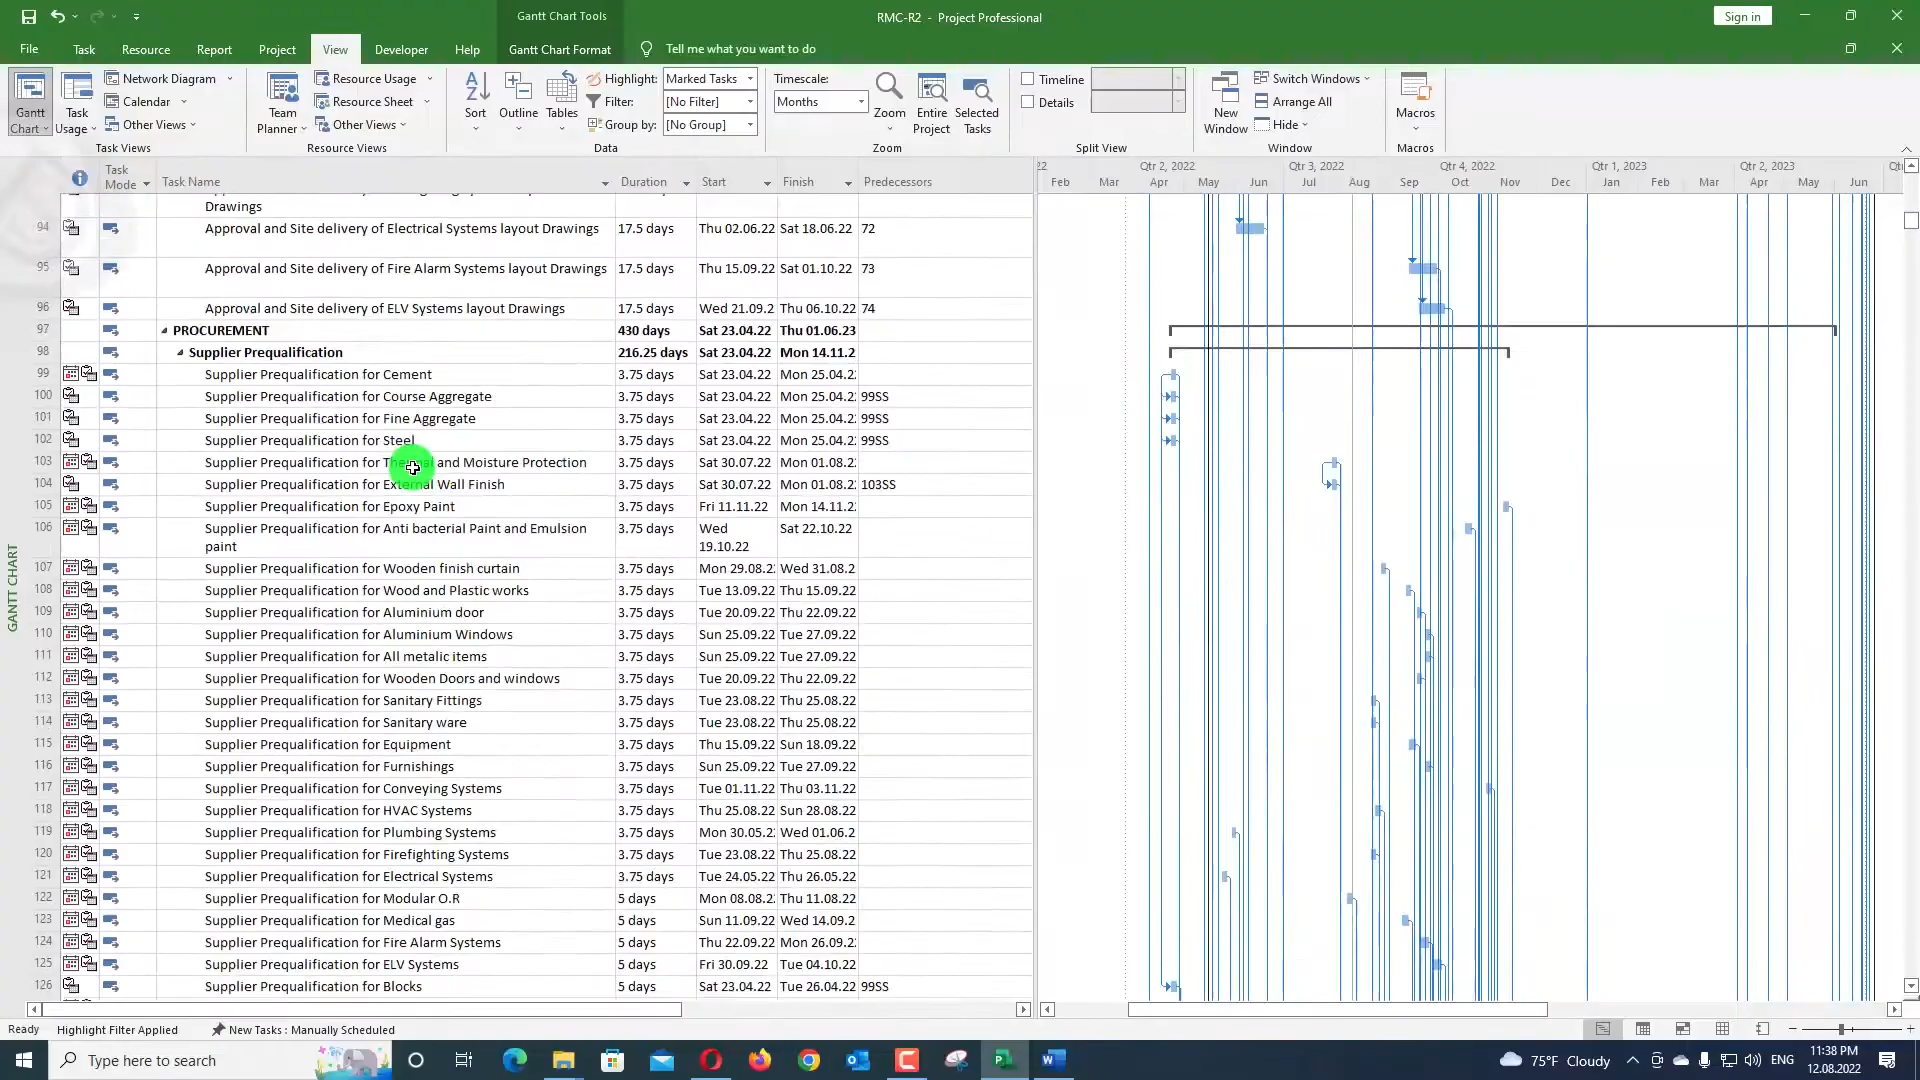 Gantt Chart Tools
RMC-R2 - Project Professional
Sign in
File Task Resource Report Project View Developer Help Gantt Chart Format Tell me what you want to do
Gantt Chart
Task Usage
Network Diagram
Calendar
Other Views
Task Views
Team Planner
Resource Usage
Resource Sheet
Other Views
Resource Views
Sort
Outline
Tables
Highlight: Marked Tasks
Filter: [No Filter]
Group by: [No Group]
Data
Timescale:
Months
Zoom
Entire Project
Selected Tasks
Zoom
Timeline
Details
Split View
New Window
Switch Windows
Arrange All
Hide
Window
Macros
Macros
Task Mode Task Name Duration Start Finish Predecessors
22 Qtr 2, 2022 Qtr 3, 2022 Qtr 4, 2022 Qtr 1, 2023 Qtr 2, 2023
Feb Mar Apr May Jun Jul Aug Sep Oct Nov Dec Jan Feb Mar Apr May Jun
GANTT CHART
Drawings
94 Approval and Site delivery of Electrical Systems layout Drawings 17.5 days Thu 02.06.22 Sat 18.06.22 72
95 Approval and Site delivery of Fire Alarm Systems layout Drawings 17.5 days Thu 15.09.22 Sat 01.10.22 73
96 Approval and Site delivery of ELV Systems layout Drawings 17.5 days Wed 21.09.2 Thu 06.10.22 74
97 PROCUREMENT 430 days Sat 23.04.22 Thu 01.06.23
98 Supplier Prequalification 216.25 days Sat 23.04.22 Mon 14.11.2
99 Supplier Prequalification for Cement 3.75 days Sat 23.04.22 Mon 25.04.2
100 Supplier Prequalification for Course Aggregate 3.75 days Sat 23.04.22 Mon 25.04.2 99SS
101 Supplier Prequalification for Fine Aggregate 3.75 days Sat 23.04.22 Mon 25.04.2 99SS
102 Supplier Prequalification for Steel 3.75 days Sat 23.04.22 Mon 25.04.2 99SS
103 Supplier Prequalification for Thermal and Moisture Protection 3.75 days Sat 30.07.22 Mon 01.08.2
104 Supplier Prequalification for External Wall Finish 3.75 days Sat 30.07.22 Mon 01.08.2 103SS
105 Supplier Prequalification for Epoxy Paint 3.75 days Fri 11.11.22 Mon 14.11.2
106 Supplier Prequalification for Anti bacterial Paint and Emulsion paint 3.75 days Wed 19.10.22 Sat 22.10.22
107 Supplier Prequalification for Wooden finish curtain 3.75 days Mon 29.08.2 Wed 31.08.2
108 Supplier Prequalification for Wood and Plastic works 3.75 days Tue 13.09.22 Thu 15.09.22
109 Supplier Prequalification for Aluminium door 3.75 days Tue 20.09.22 Thu 22.09.22
110 Supplier Prequalification for Aluminium Windows 3.75 days Sun 25.09.22 Tue 27.09.22
111 Supplier Prequalification for All metalic items 3.75 days Sun 25.09.22 Tue 27.09.22
112 Supplier Prequalification for Wooden Doors and windows 3.75 days Tue 20.09.22 Thu 22.09.22
113 Supplier Prequalification for Sanitary Fittings 3.75 days Tue 23.08.22 Thu 25.08.22
114 Supplier Prequalification for Sanitary ware 3.75 days Tue 23.08.22 Thu 25.08.22
115 Supplier Prequalification for Equipment 3.75 days Thu 15.09.22 Sun 18.09.22
116 Supplier Prequalification for Furnishings 3.75 days Sun 25.09.22 Tue 27.09.22
117 Supplier Prequalification for Conveying Systems 3.75 days Tue 01.11.22 Thu 03.11.22
118 Supplier Prequalification for HVAC Systems 3.75 days Thu 25.08.22 Sun 28.08.22
119 Supplier Prequalification for Plumbing Systems 3.75 days Mon 30.05.2 Wed 01.06.2
120 Supplier Prequalification for Firefighting Systems 3.75 days Tue 23.08.22 Thu 25.08.22
121 Supplier Prequalification for Electrical Systems 3.75 days Tue 24.05.22 Thu 26.05.22
122 Supplier Prequalification for Modular O.R 5 days Mon 08.08.2 Thu 11.08.22
123 Supplier Prequalification for Medical gas 5 days Sun 11.09.22 Wed 14.09.2
124 Supplier Prequalification for Fire Alarm Systems 5 days Thu 22.09.22 Mon 26.09.2
125 Supplier Prequalification for ELV Systems 5 days Fri 30.09.22 Tue 04.10.22
126 Supplier Prequalification for Blocks 5 days Sat 23.04.22 Tue 26.04.22 99SS
Ready Highlight Filter Applied New Tasks : Manually Scheduled
Type here to search
75°F Cloudy ENG
11:38 PM
12.08.2022